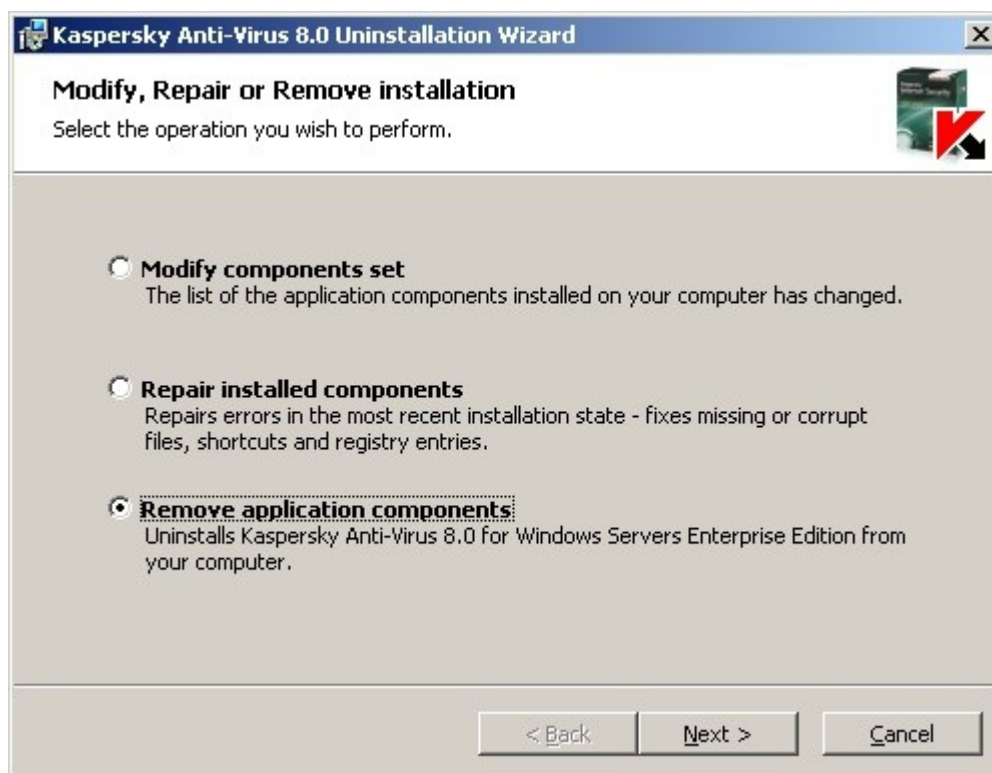 Kaspersky Anti-Virus 8.0 Uninstallation Wizard
Modify, Repair or Remove installation
Select the operation you wish to perform.
Modify components set
The list of the application components installed on your computer has changed.
Repair installed components
Repairs errors in the most recent installation state - fixes missing or corrupt
files, shortcuts and registry entries.
Remove application components
Uninstalls Kaspersky Anti-Virus 8.0 for Windows Servers Enterprise Edition from
your computer.
< Back
Next >
Cancel